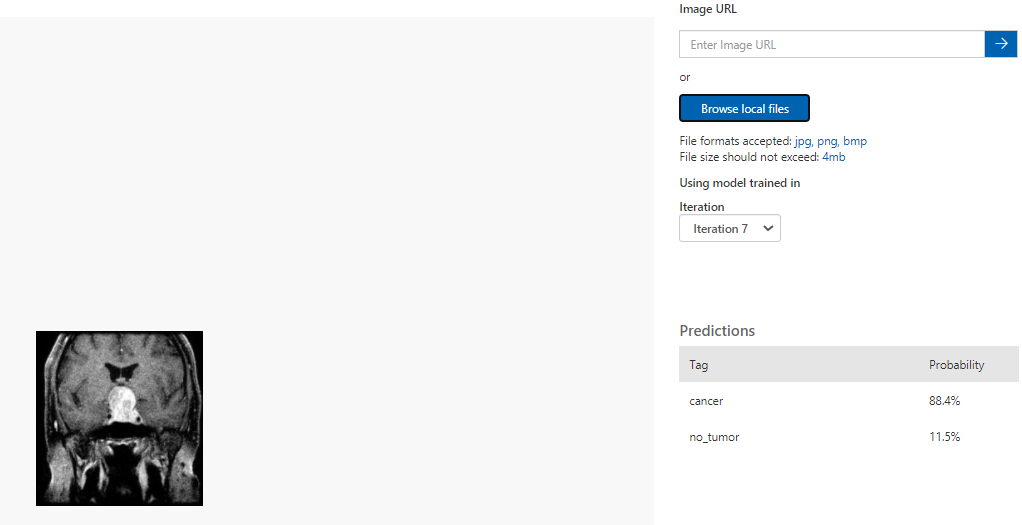 Image URL
Enter Image URL
or
Browse local files
File formats accepted: jpg, png, bmp
File size should not exceed: 4mb
Using model trained in
Iteration
Iteration 7
Predictions
Tag Probability
cancer 88.4%
no_tumor 11.5%